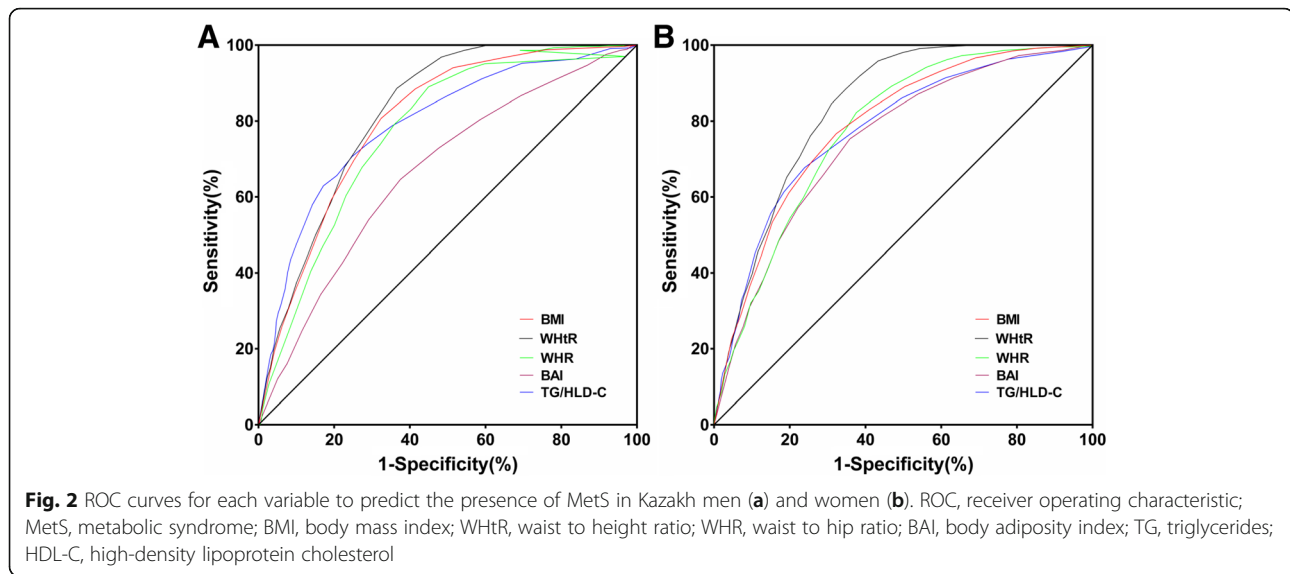 A
B
100
80
60
40
20
0
Sensitivity(%)
0
20
40
60
80
100
1-Specificity(%)
BMI
WHtR
WHR
BAI
TG/HLD-C
100
80
60
40
20
0
Sensitivity(%)
0
20
40
60
80
100
1-Specificity(%)
BMI
WHtR
WHR
BAI
TG/HLD-C
Fig. 2 ROC curves for each variable to predict the presence of MetS in Kazakh men (a) and women (b). ROC, receiver operating characteristic;
MetS, metabolic syndrome; BMI, body mass index; WHtR, waist to height ratio; WHR, waist to hip ratio; BAI, body adiposity index; TG, triglycerides;
HDL-C, high-density lipoprotein cholesterol